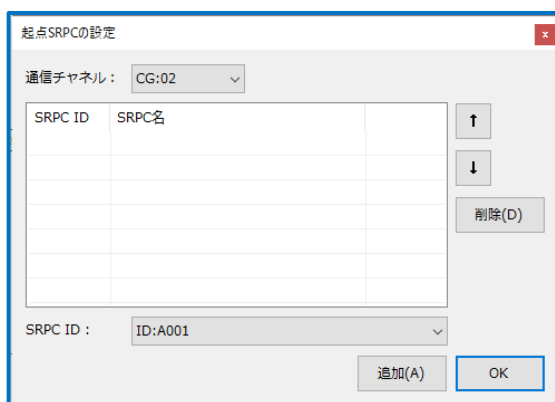 起点SRPCの設定
x
通信チャネル： CG:02
SRPC ID SRPC名
↑
↓
削除(D)
SRPC ID： ID:A001
追加(A) OK